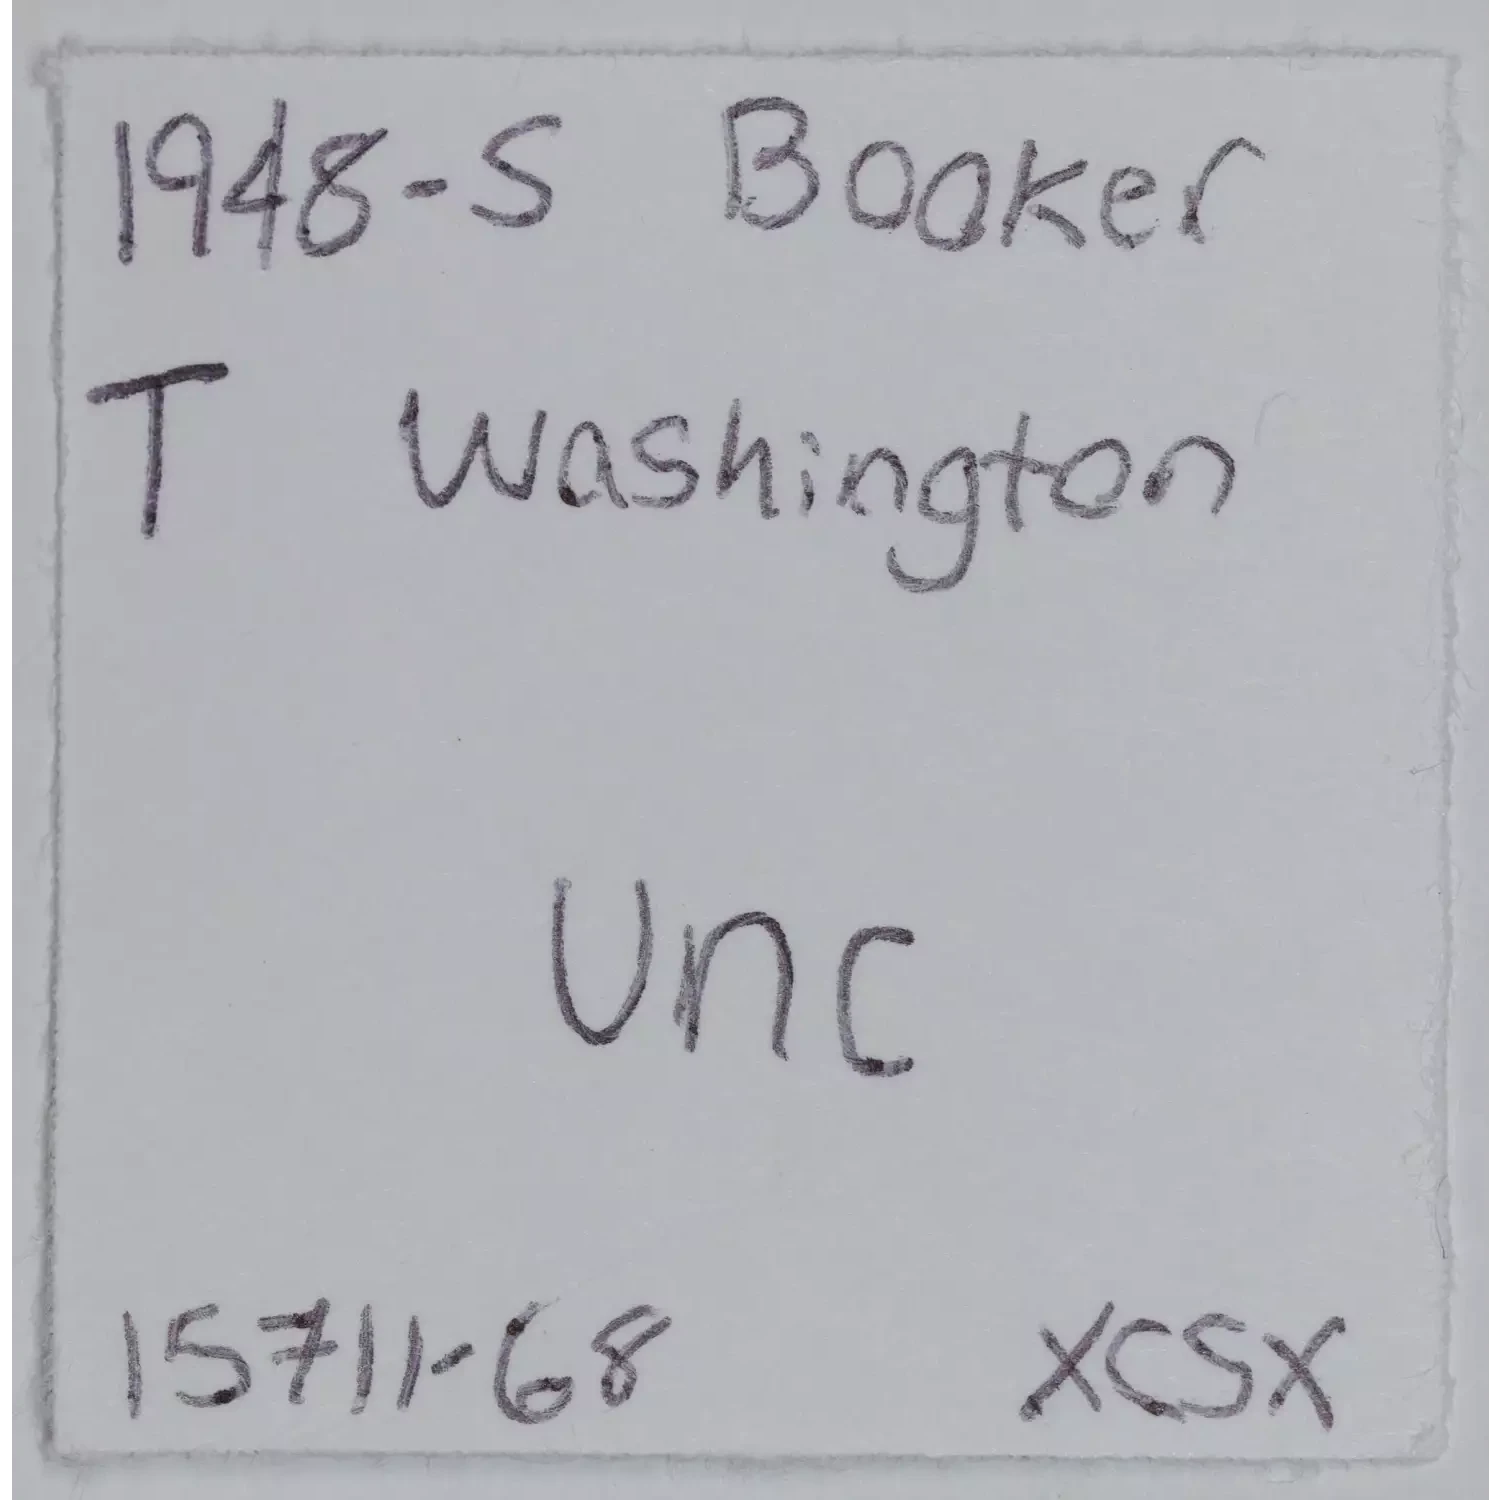 1948-S Booker
T Washington
Unc
15711-68 XCSX